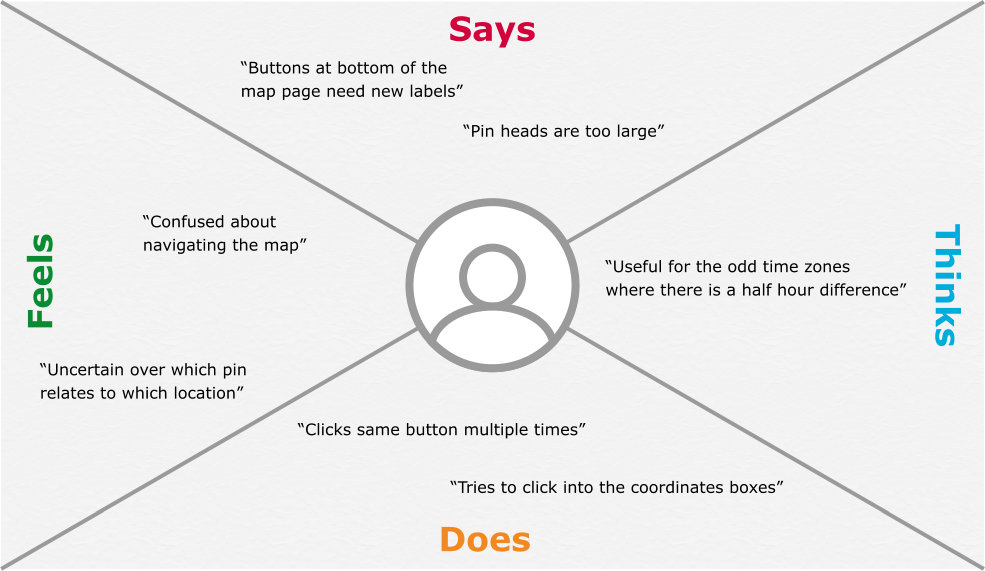 Says
“Buttons at bottom of the
map page need new labels”
“Pin heads are too large”
Feels
“Confused about
navigating the map”
“Uncertain over which pin
relates to which location”
Thinks
“Useful for the odd time zones
where there is a half hour difference”
“Clicks same button multiple times”
“Tries to click into the coordinates boxes”
Does